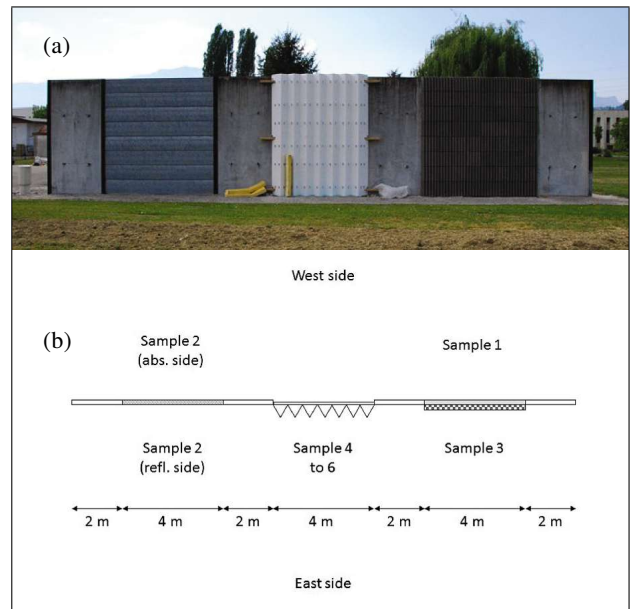 (a)
West side
(b)
Sample 2
(abs. side)
Sample 1
Sample 2
(refl. side)
Sample 4
to 6
Sample 3
2 m
4 m
2 m
4 m
2 m
4 m
2 m
East side